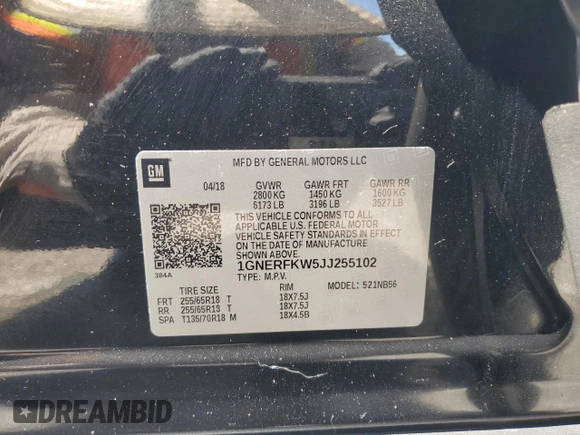 GM
MFD BY GENERAL MOTORS LLC
04/18 GVWR GAWR FRT GAWR RR
2800 KG 1450 KG 1600 KG
6173 LB 3196 LB 3527 LB
THIS VEHICLE CONFORMS TO ALL
APPLICABLE U.S. FEDERAL MOTOR
VEHICLE SAFETY STANDARDS IN
EFFECT ON THE DATE OF MANUFACTURE
SHOWN ABOVE.
384A
1GNERFKW5JJ255102
TYPE: M.P.V.
TIRE SIZE RIM MODEL: 521NB56
FRT 255/65R18 T 18X7.5J
RR 255/65R18 T 18X7.5J
SPA T135/70R18 M 18X4.5B
DREAMBID